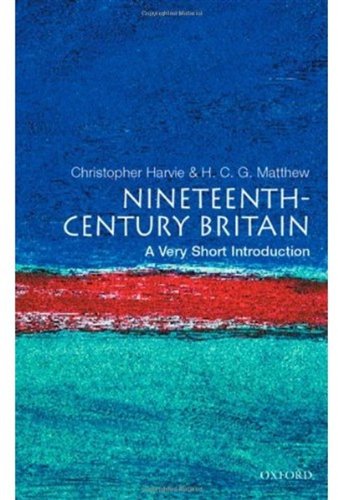 Christopher Harvie & H. C. G. Matthew
NINETEENTH-
CENTURY BRITAIN
A Very Short Introduction
OXFORD